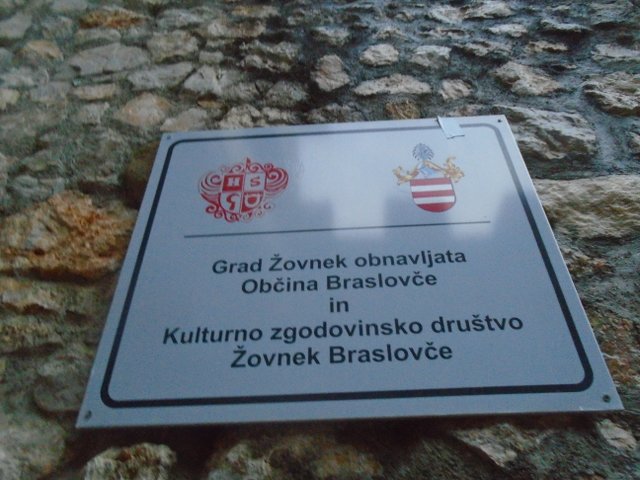 H S
Grad Žovnek obnavljata
Občina Braslovče
in
Kulturno zgodovinsko društvo
Žovnek Braslovče